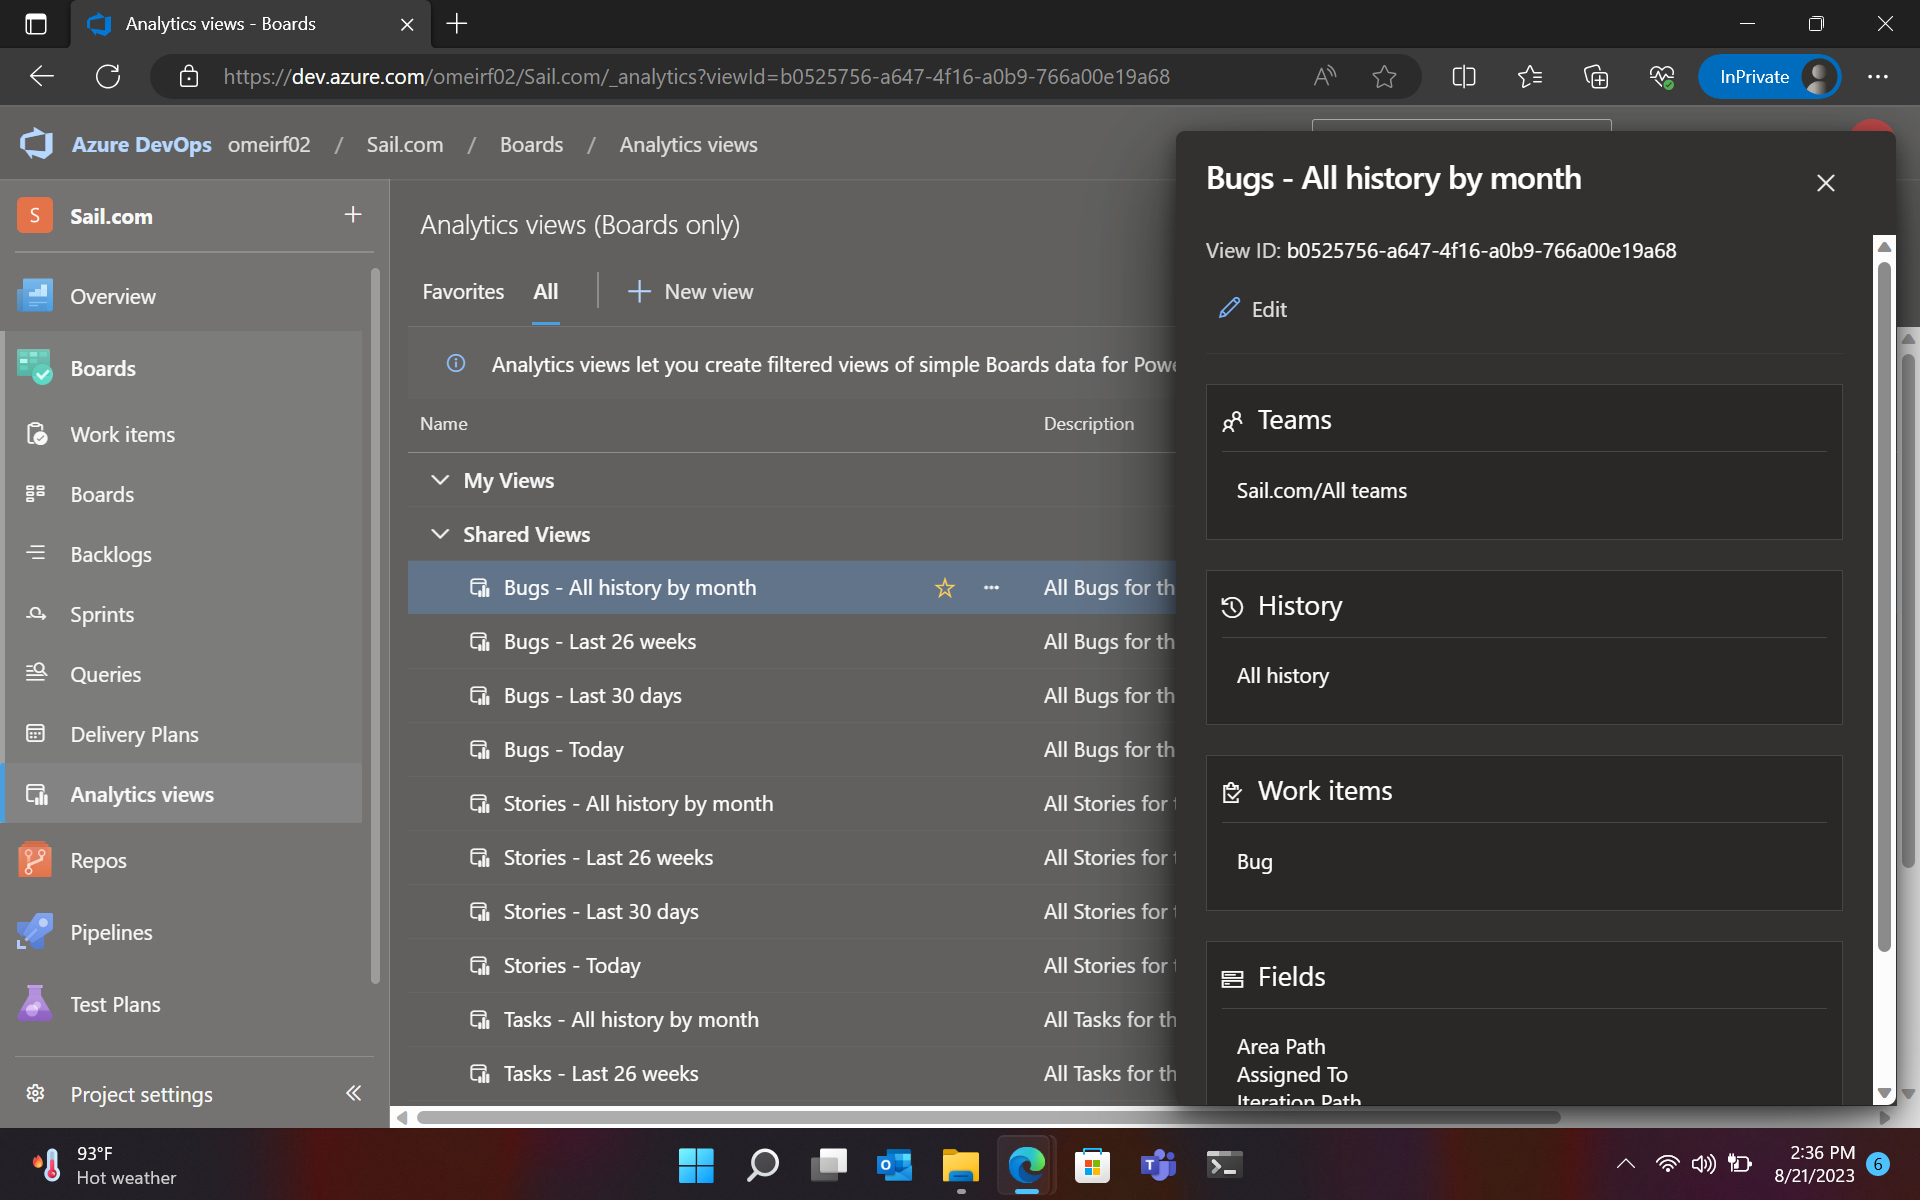 Analytics views - Boards
https://dev.azure.com/omeirf02/Sail.com/_analytics?viewId=b0525756-a647-4f16-a0b9-766a00e19a68
InPrivate
Azure DevOps omeirf02 / Sail.com / Boards / Analytics views
S Sail.com
Overview
Boards
Work items
Boards
Backlogs
Sprints
Queries
Delivery Plans
Analytics views
Repos
Pipelines
Test Plans
Project settings
Analytics views (Boards only)
Favorites All New view
Analytics views let you create filtered views of simple Boards data for Powe
Name Description
My Views
Shared Views
Bugs - All history by month All Bugs for th
Bugs - Last 26 weeks All Bugs for th
Bugs - Last 30 days All Bugs for th
Bugs - Today All Bugs for th
Stories - All history by month All Stories for t
Stories - Last 26 weeks All Stories for t
Stories - Last 30 days All Stories for t
Stories - Today All Stories for t
Tasks - All history by month All Tasks for th
Tasks - Last 26 weeks All Tasks for th
Bugs - All history by month
View ID: b0525756-a647-4f16-a0b9-766a00e19a68
Edit
Teams
Sail.com/All teams
History
All history
Work items
Bug
Fields
Area Path
Assigned To
Iteration Path
93°F
Hot weather
2:36 PM
8/21/2023
6